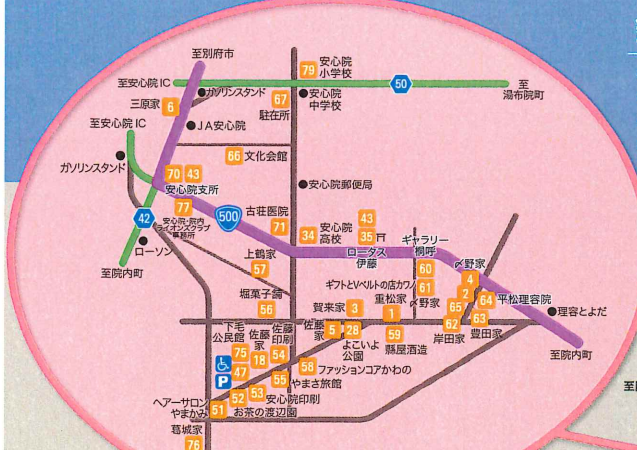 至別府市
79
安心院
小学校
至安心院IC
50
至
湯布院町
三原家
6
ガソリンスタンド
67
駐在所
安心院
中学校
至安心院IC
JA安心院
ガソリンスタンド
66
文化会館
70
43
安心院支所
安心院郵便局
77
安心院・院内
ライオンズクラブ
事務所
42
500
古荘医院
71
34
安心院
高校
43
35
ロータス
伊藤
ギャラリー
桐呼
ローソン
至院内町
上鶴家
57
60
〆野家
4
ギフトとVベルトの店カワノ
61
〆野家
2
64
平松理容院
堀菓子舗
56
賀来家
3
重松家
1
65
62
岸田家
63
豊田家
理容とよだ
至院内町
下毛
公民館
佐藤
家
佐藤
印刷
佐藤
家
5
28
よこいよ
公園
59
縣屋酒造
75
18
54
47
58
ファッションコアかわの
P
55
やまさ旅館
ヘアーサロン
やまかみ
52
53
安心院印刷
51
お茶の渡辺園
葛城家
76